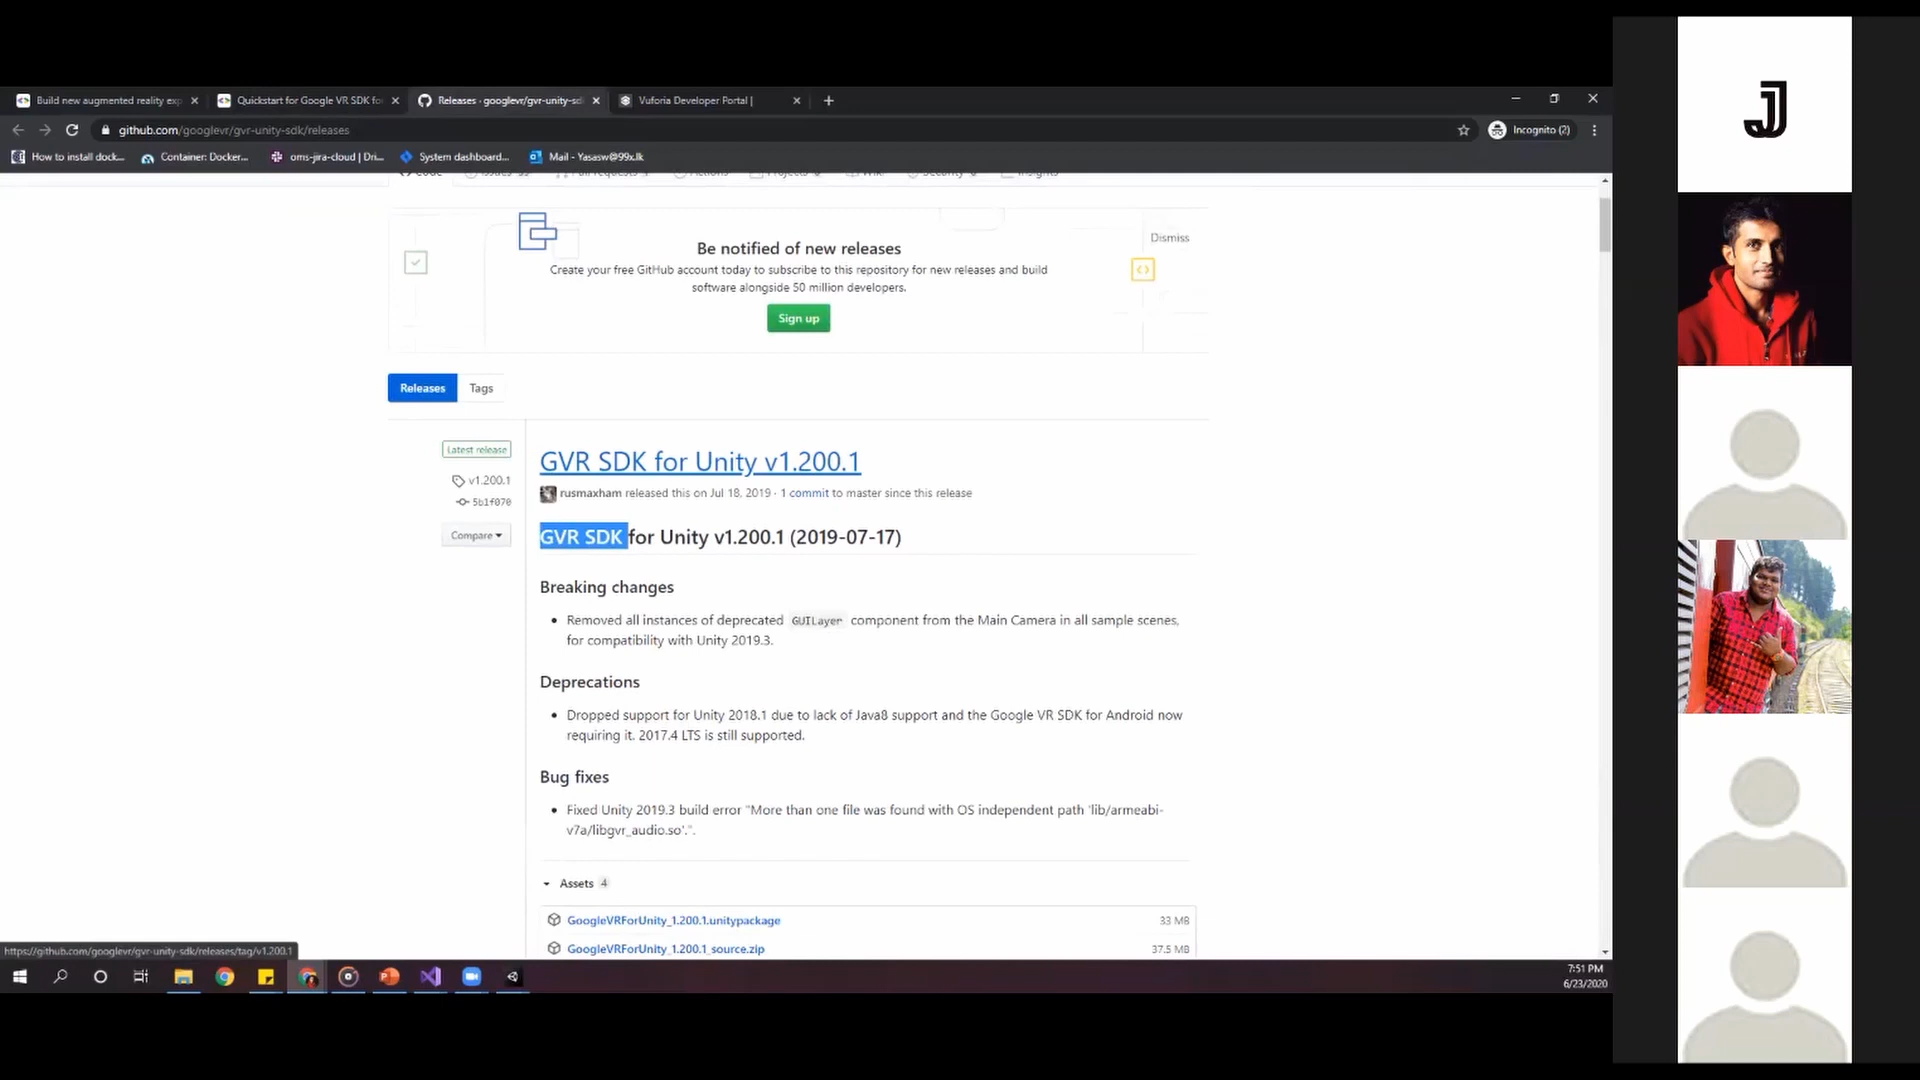 Build new augmented reality exp
Quickstart for Google VR SDK fo
Releases · googlevr/gvr-unity-sd
Vuforia Developer Portal |
github.com/googlevr/gvr-unity-sdk/releases
Incognito (2)
How to install dock...
Container: Docker...
oms-jira-cloud | Dri...
System dashboard...
Mail - Yasasw@99x.lk
Code
Issues
Pull requests
Actions
Projects
Wiki
Security
Insights
Be notified of new releases
Dismiss
Create your free GitHub account today to subscribe to this repository for new releases and build
software alongside 50 million developers.
Sign up
Releases
Tags
Latest release
v1.200.1
5b1f070
Compare
GVR SDK for Unity v1.200.1
rusmaxham released this on Jul 18, 2019 · 1 commit to master since this release
GVR SDK for Unity v1.200.1 (2019-07-17)
Breaking changes
• Removed all instances of deprecated GUILayer component from the Main Camera in all sample scenes,
for compatibility with Unity 2019.3.
Deprecations
• Dropped support for Unity 2018.1 due to lack of Java8 support and the Google VR SDK for Android now
requiring it. 2017.4 LTS is still supported.
Bug fixes
• Fixed Unity 2019.3 build error "More than one file was found with OS independent path 'lib/armeabi-
v7a/libgvr_audio.so'.".
Assets 4
GoogleVRForUnity_1.200.1.unitypackage
33 MB
GoogleVRForUnity_1.200.1_source.zip
37.5 MB
https://github.com/googlevr/gvr-unity-sdk/releases/tag/v1.200.1
7:51 PM
6/23/2020